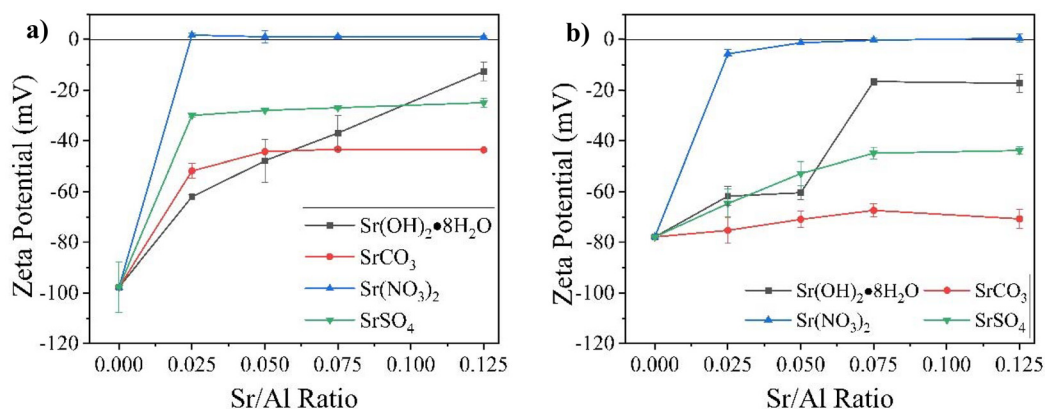 a)
Zeta Potential (mV)
0
-20
-40
-60
-80
-100
-120
0.000 0.025 0.050 0.075 0.100 0.125
Sr/Al Ratio
Sr(OH)₂●8H₂O
SrCO₃
Sr(NO₃)₂
SrSO₄
b)
Zeta Potential (mV)
0
-20
-40
-60
-80
-100
-120
0.000 0.025 0.050 0.075 0.100 0.125
Sr/Al Ratio
Sr(OH)₂●8H₂O SrCO₃
Sr(NO₃)₂ SrSO₄